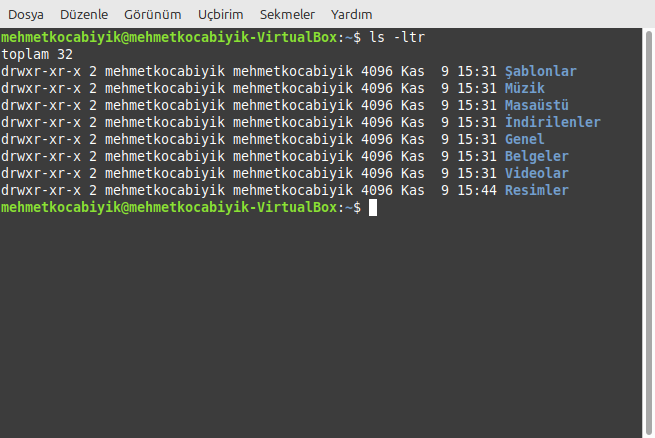 Dosya Düzenle Görünüm Uçbirim Sekmeler Yardım
mehmetkocabiyik@mehmetkocabiyik-VirtualBox:~$ ls -ltr
toplam 32
drwxr-xr-x 2 mehmetkocabiyik mehmetkocabiyik 4096 Kas  9 15:31 Şablonlar
drwxr-xr-x 2 mehmetkocabiyik mehmetkocabiyik 4096 Kas  9 15:31 Müzik
drwxr-xr-x 2 mehmetkocabiyik mehmetkocabiyik 4096 Kas  9 15:31 Masaüstü
drwxr-xr-x 2 mehmetkocabiyik mehmetkocabiyik 4096 Kas  9 15:31 İndirilenler
drwxr-xr-x 2 mehmetkocabiyik mehmetkocabiyik 4096 Kas  9 15:31 Genel
drwxr-xr-x 2 mehmetkocabiyik mehmetkocabiyik 4096 Kas  9 15:31 Belgeler
drwxr-xr-x 2 mehmetkocabiyik mehmetkocabiyik 4096 Kas  9 15:31 Videolar
drwxr-xr-x 2 mehmetkocabiyik mehmetkocabiyik 4096 Kas  9 15:44 Resimler
mehmetkocabiyik@mehmetkocabiyik-VirtualBox:~$